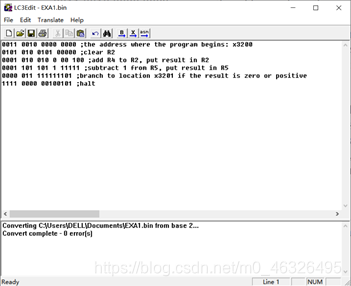 LC3Edit - EXA1.bin
File Edit Translate Help
0011 0010 0000 0000 ;the address where the program begins: x3200
0101 010 0101 00000 ;clear R2
0001 010 010 0 00 100 ;add R4 to R2, put result in R2
0001 101 101 1 11111 ;subtract 1 from R5, put result in R5
0000 011 111111101 ;branch to location x3201 if the result is zero or positive
1111 0000 00100101 ;halt
Converting C:\Users\DELL\Documents\EXA1.bin from base 2...
Convert complete - 0 error(s)
https://blog.csdn.net/m0_46326495
Ready Line 1 NUM